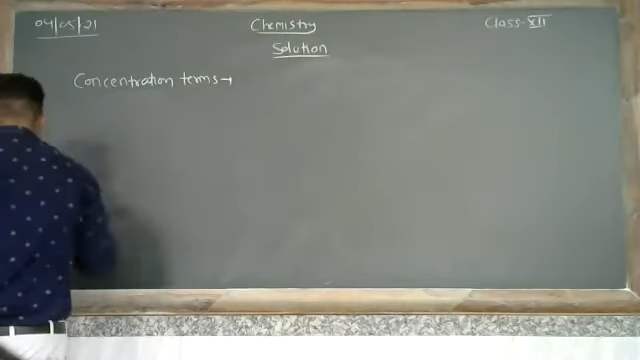 04/05/21 Chemistry Class-XII
Solution
Concentration terms→